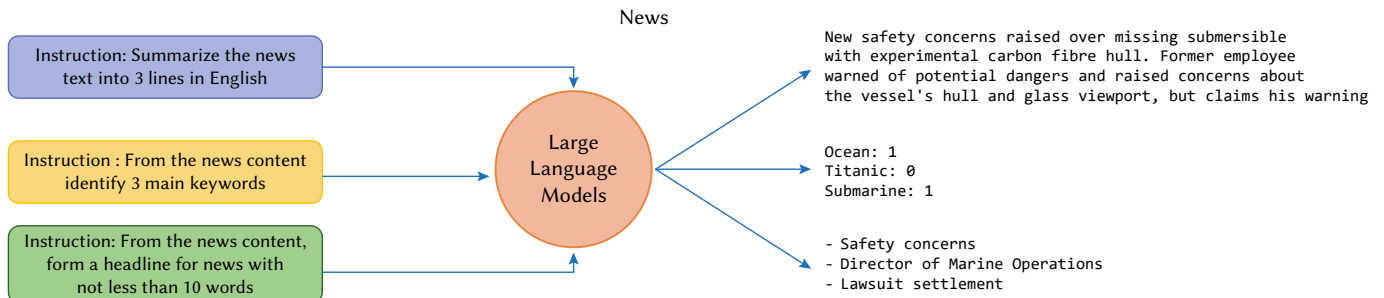 News
Instruction: Summarize the news
text into 3 lines in English
Instruction : From the news content
identify 3 main keywords
Instruction: From the news content,
form a headline for news with
not less than 10 words
Large
Language
Models
New safety concerns raised over missing submersible
with experimental carbon fibre hull. Former employee
warned of potential dangers and raised concerns about
the vessel's hull and glass viewport, but claims his warning
Ocean: 1
Titanic: 0
Submarine: 1
- Safety concerns
- Director of Marine Operations
- Lawsuit settlement